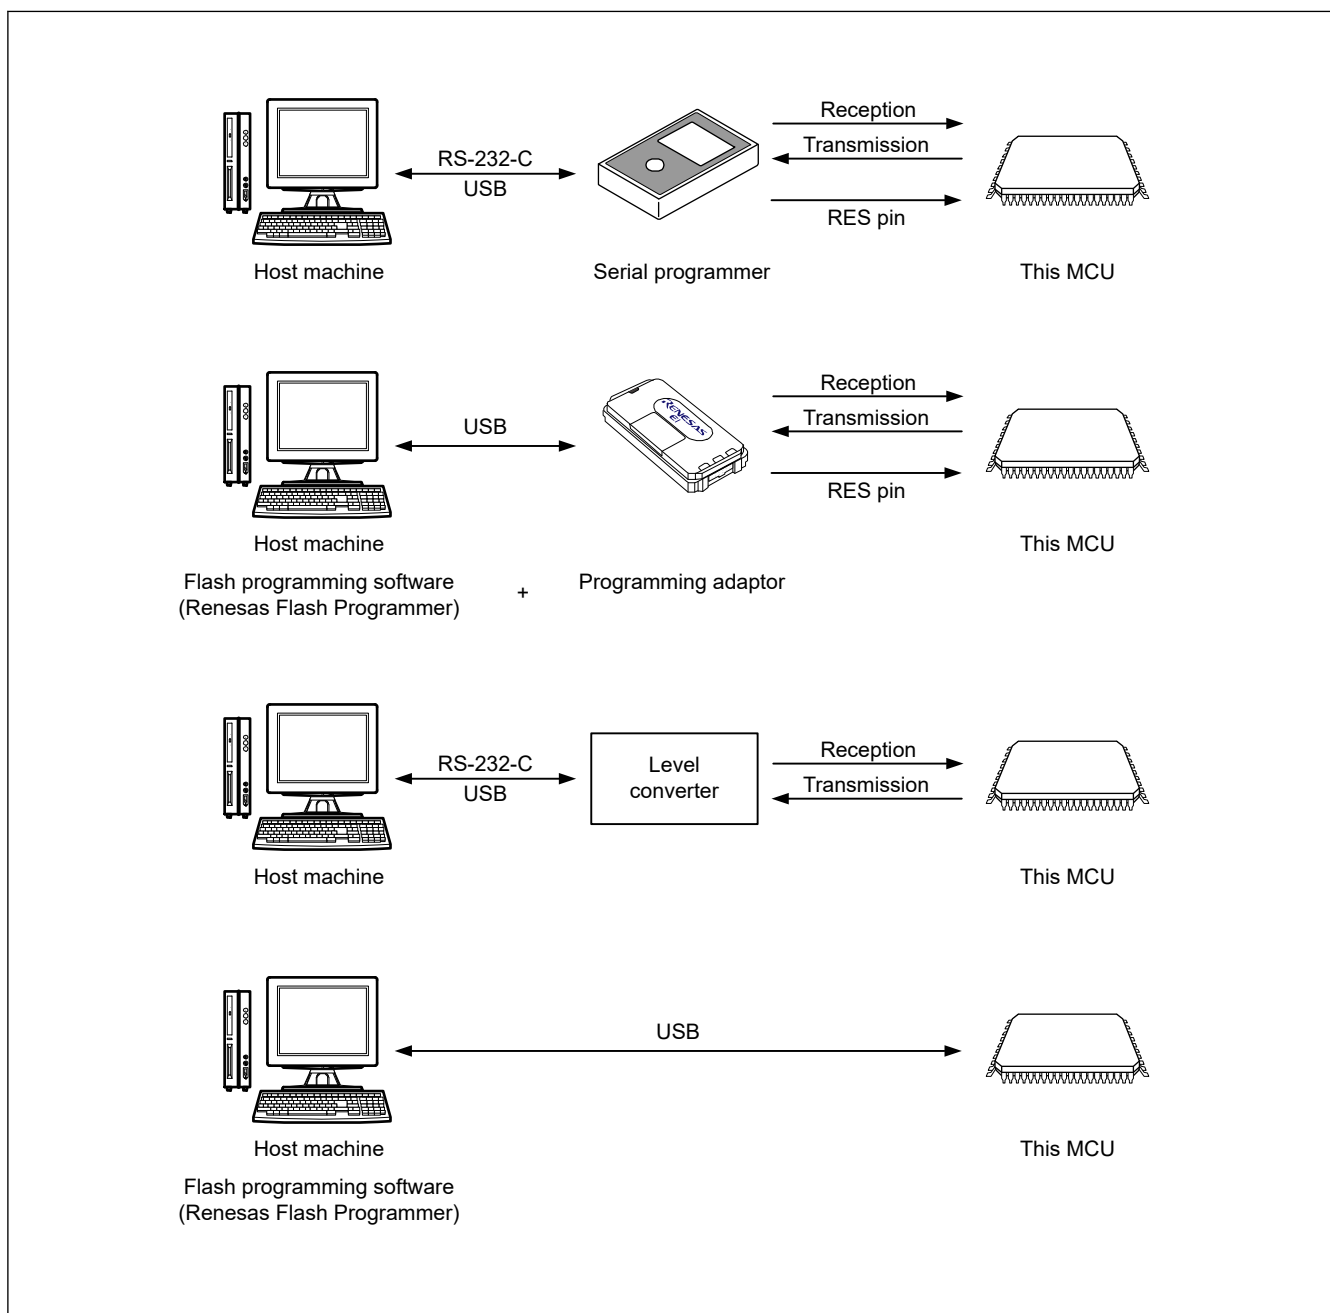 Reception
RS-232-C
Transmission
USB
RES pin
Host machine
Serial programmer
This MCU
Reception
USB
Transmission
RENESAS
E1
RES pin
Host machine
This MCU
Flash programming software
(Renesas Flash Programmer)
+
Programming adaptor
RS-232-C
USB
Level
converter
Reception
Transmission
Host machine
This MCU
USB
Host machine
This MCU
Flash programming software
(Renesas Flash Programmer)